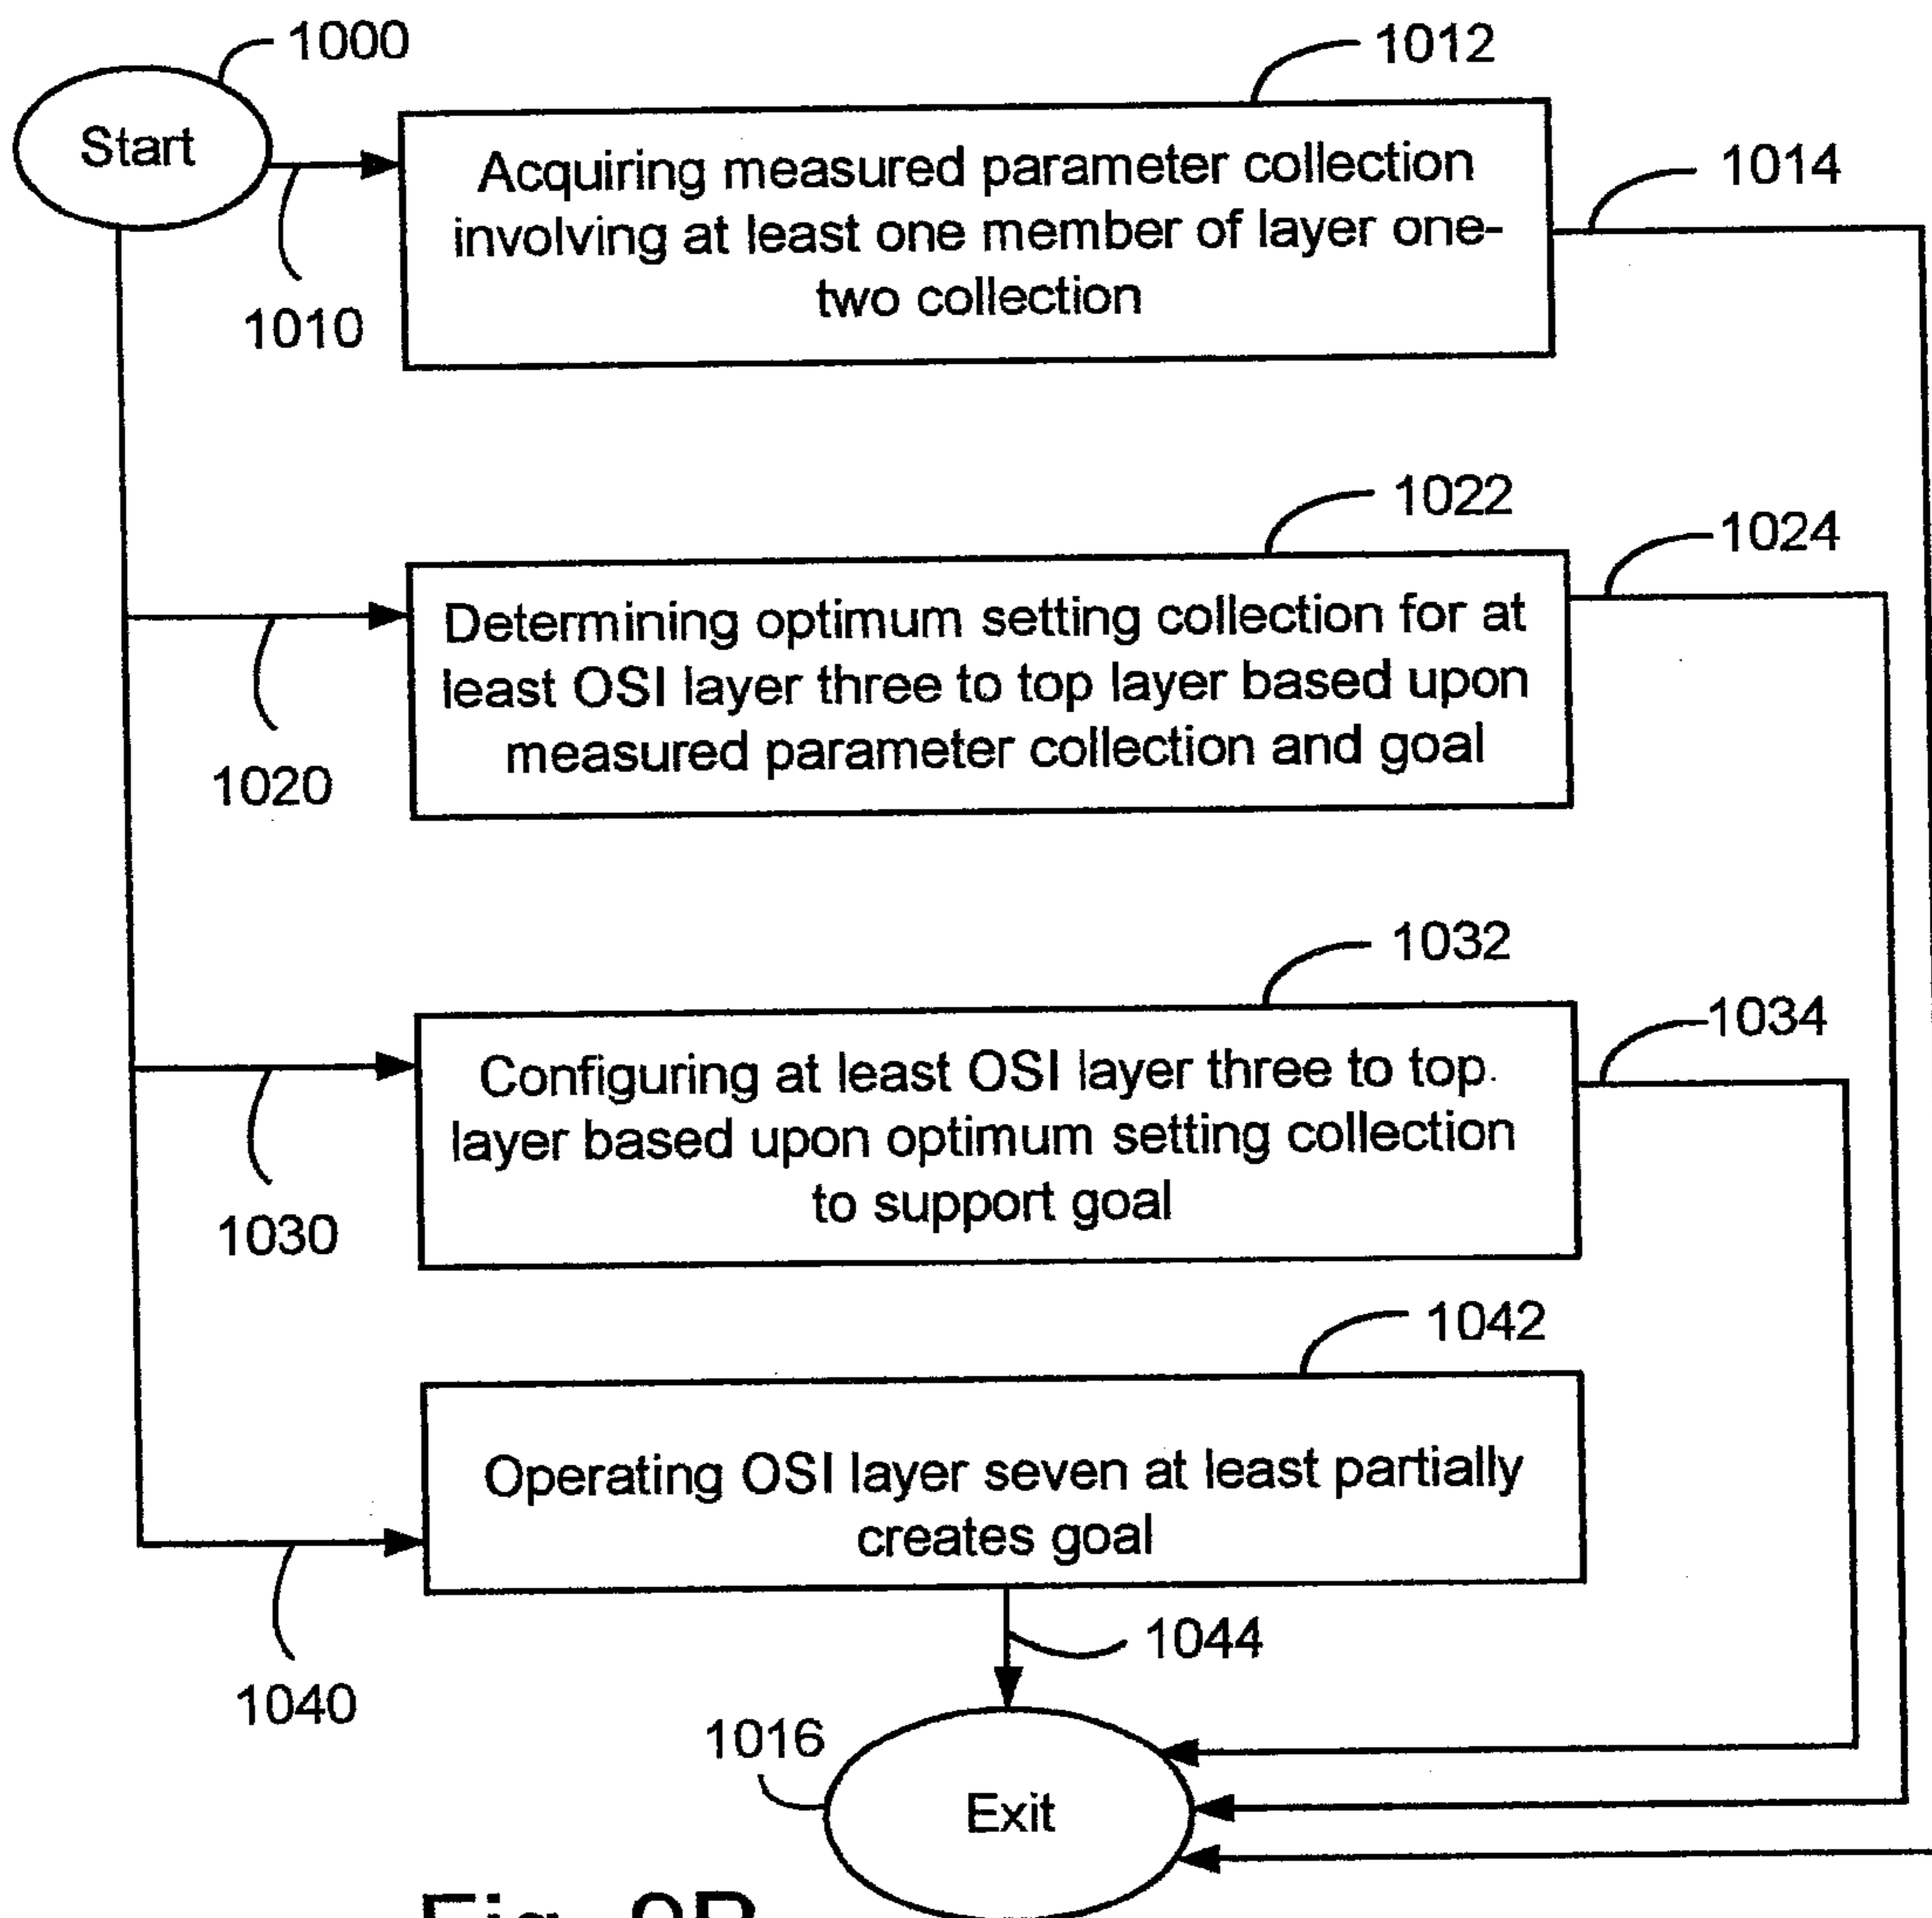 1000
Start
1010
1012
Acquiring measured parameter collection
involving at least one member of layer one-
two collection
1014
1022
1024
Determining optimum setting collection for at
least OSI layer three to top layer based upon
measured parameter collection and goal
1020
1032
1034
Configuring at least OSI layer three to top
layer based upon optimum setting collection
to support goal
1030
1042
Operating OSI layer seven at least partially
creates goal
1040
1044
1016
Exit